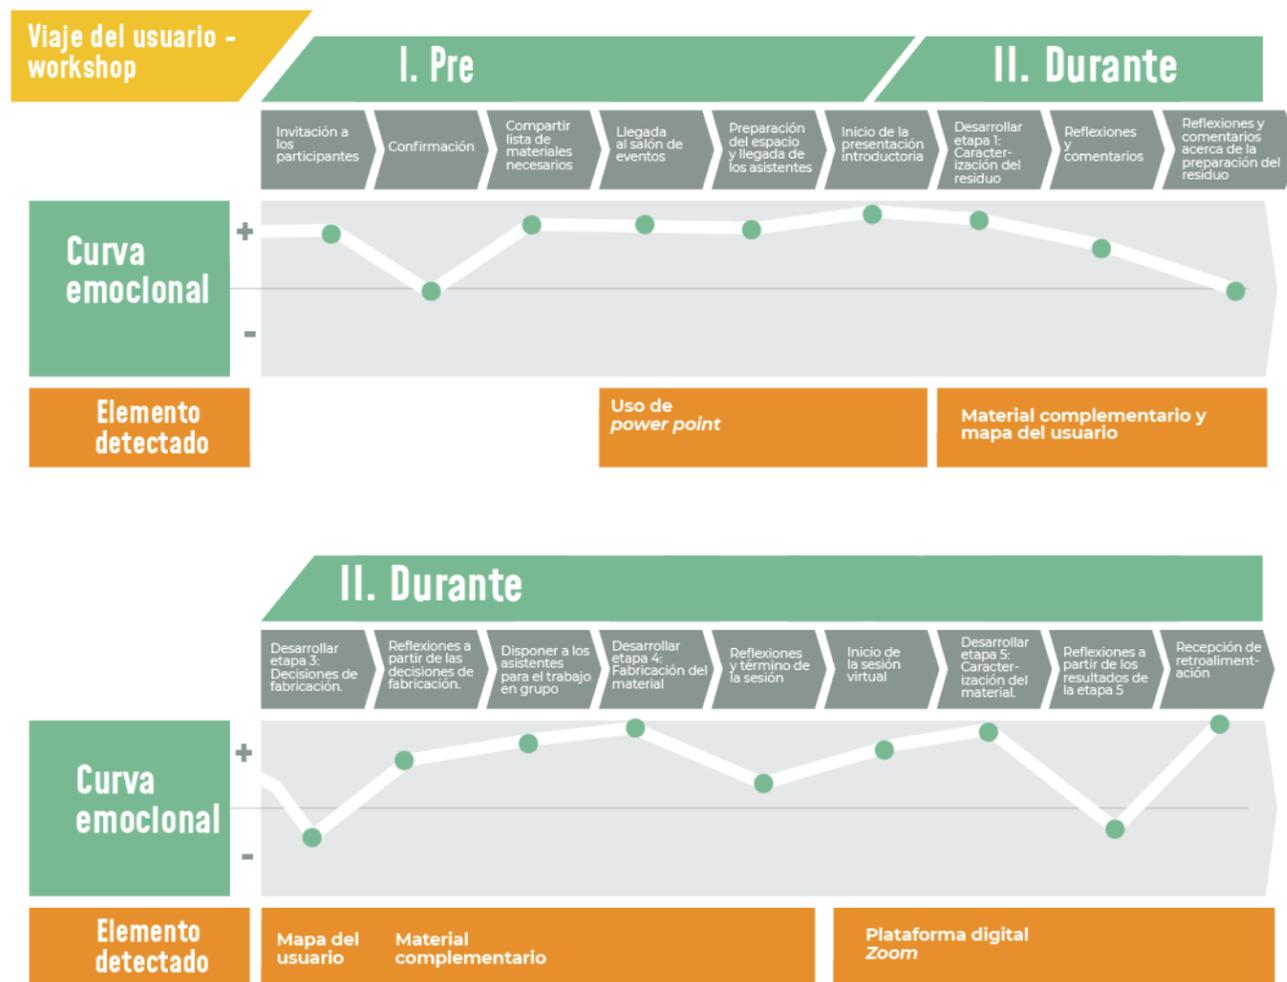 Viaje del usuario -
workshop
I. Pre
II. Durante
Invitación a
los
participantes
Confirmación
Compartir
lista de
materiales
necesarios
Llegada
al salón de
eventos
Preparación
del espacio
y llegada de
los asistentes
Inicio de la
presentación
introductoria
Desarrollar
etapa 1:
Caracter-
ización del
residuo
Reflexiones
y
comentarios
Reflexiones y
comentarios
acerca de la
preparación del
residuo
Curva
emocional
+
-
Elemento
detectado
Uso de
power point
Material complementario y
mapa del usuario
II. Durante
Desarrollar
etapa 3:
Decisiones de
fabricación.
Reflexiones a
partir de las
decisiones de
fabricación.
Disponer a los
asistentes
para el trabajo
en grupo
Desarrollar
etapa 4:
Fabricación del
material
Reflexiones
y término de
la sesión
Inicio de
la sesión
virtual
Desarrollar
etapa 5:
Caracter-
ización del
material.
Reflexiones a
partir de los
resultados de
la etapa 5
Recepción de
retroaliment-
ación
Curva
emocional
+
-
Elemento
detectado
Mapa del
usuario
Material
complementario
Plataforma digital
Zoom